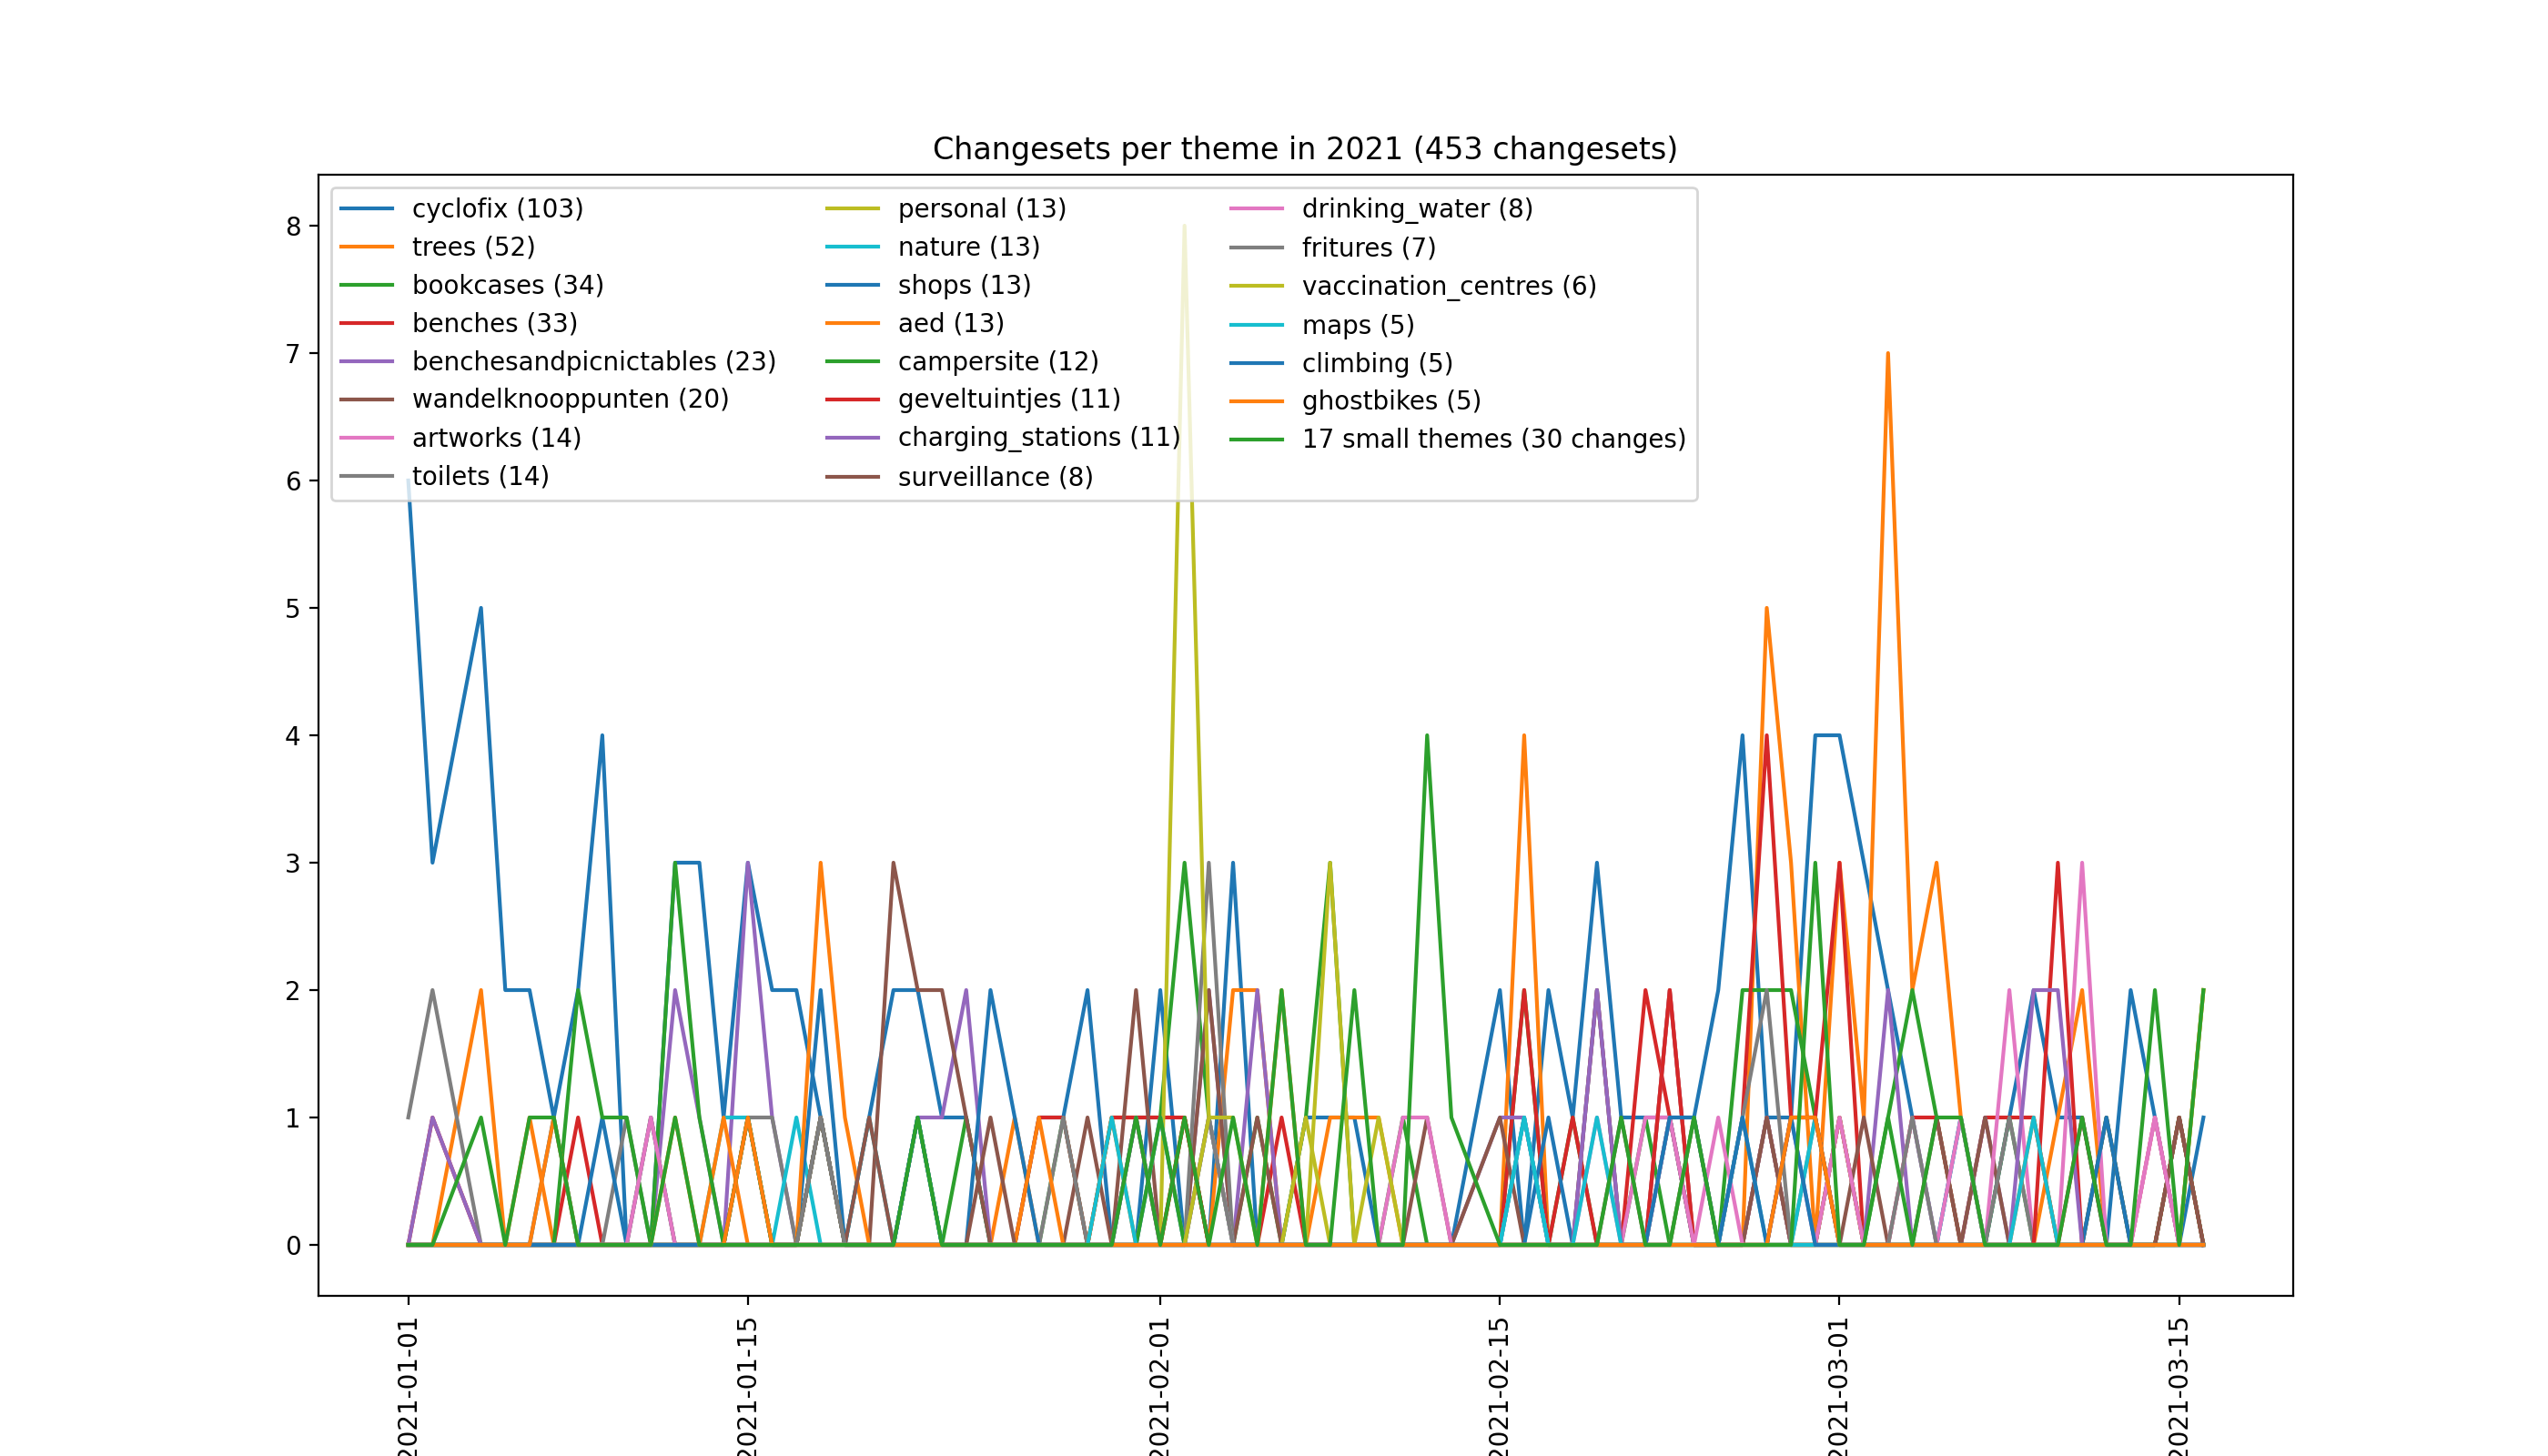 Changesets per theme in 2021 (453 changesets)
cyclofix (103)
trees (52)
bookcases (34)
benches (33)
benchesandpicnictables (23)
wandelknooppunten (20)
artworks (14)
toilets (14)
personal (13)
nature (13)
shops (13)
aed (13)
campersite (12)
geveltuintjes (11)
charging_stations (11)
surveillance (8)
drinking_water (8)
fritures (7)
vaccination_centres (6)
maps (5)
climbing (5)
ghostbikes (5)
17 small themes (30 changes)
8
7
6
5
4
3
2
1
0
2021-01-01
2021-01-15
2021-02-01
2021-02-15
2021-03-01
2021-03-15